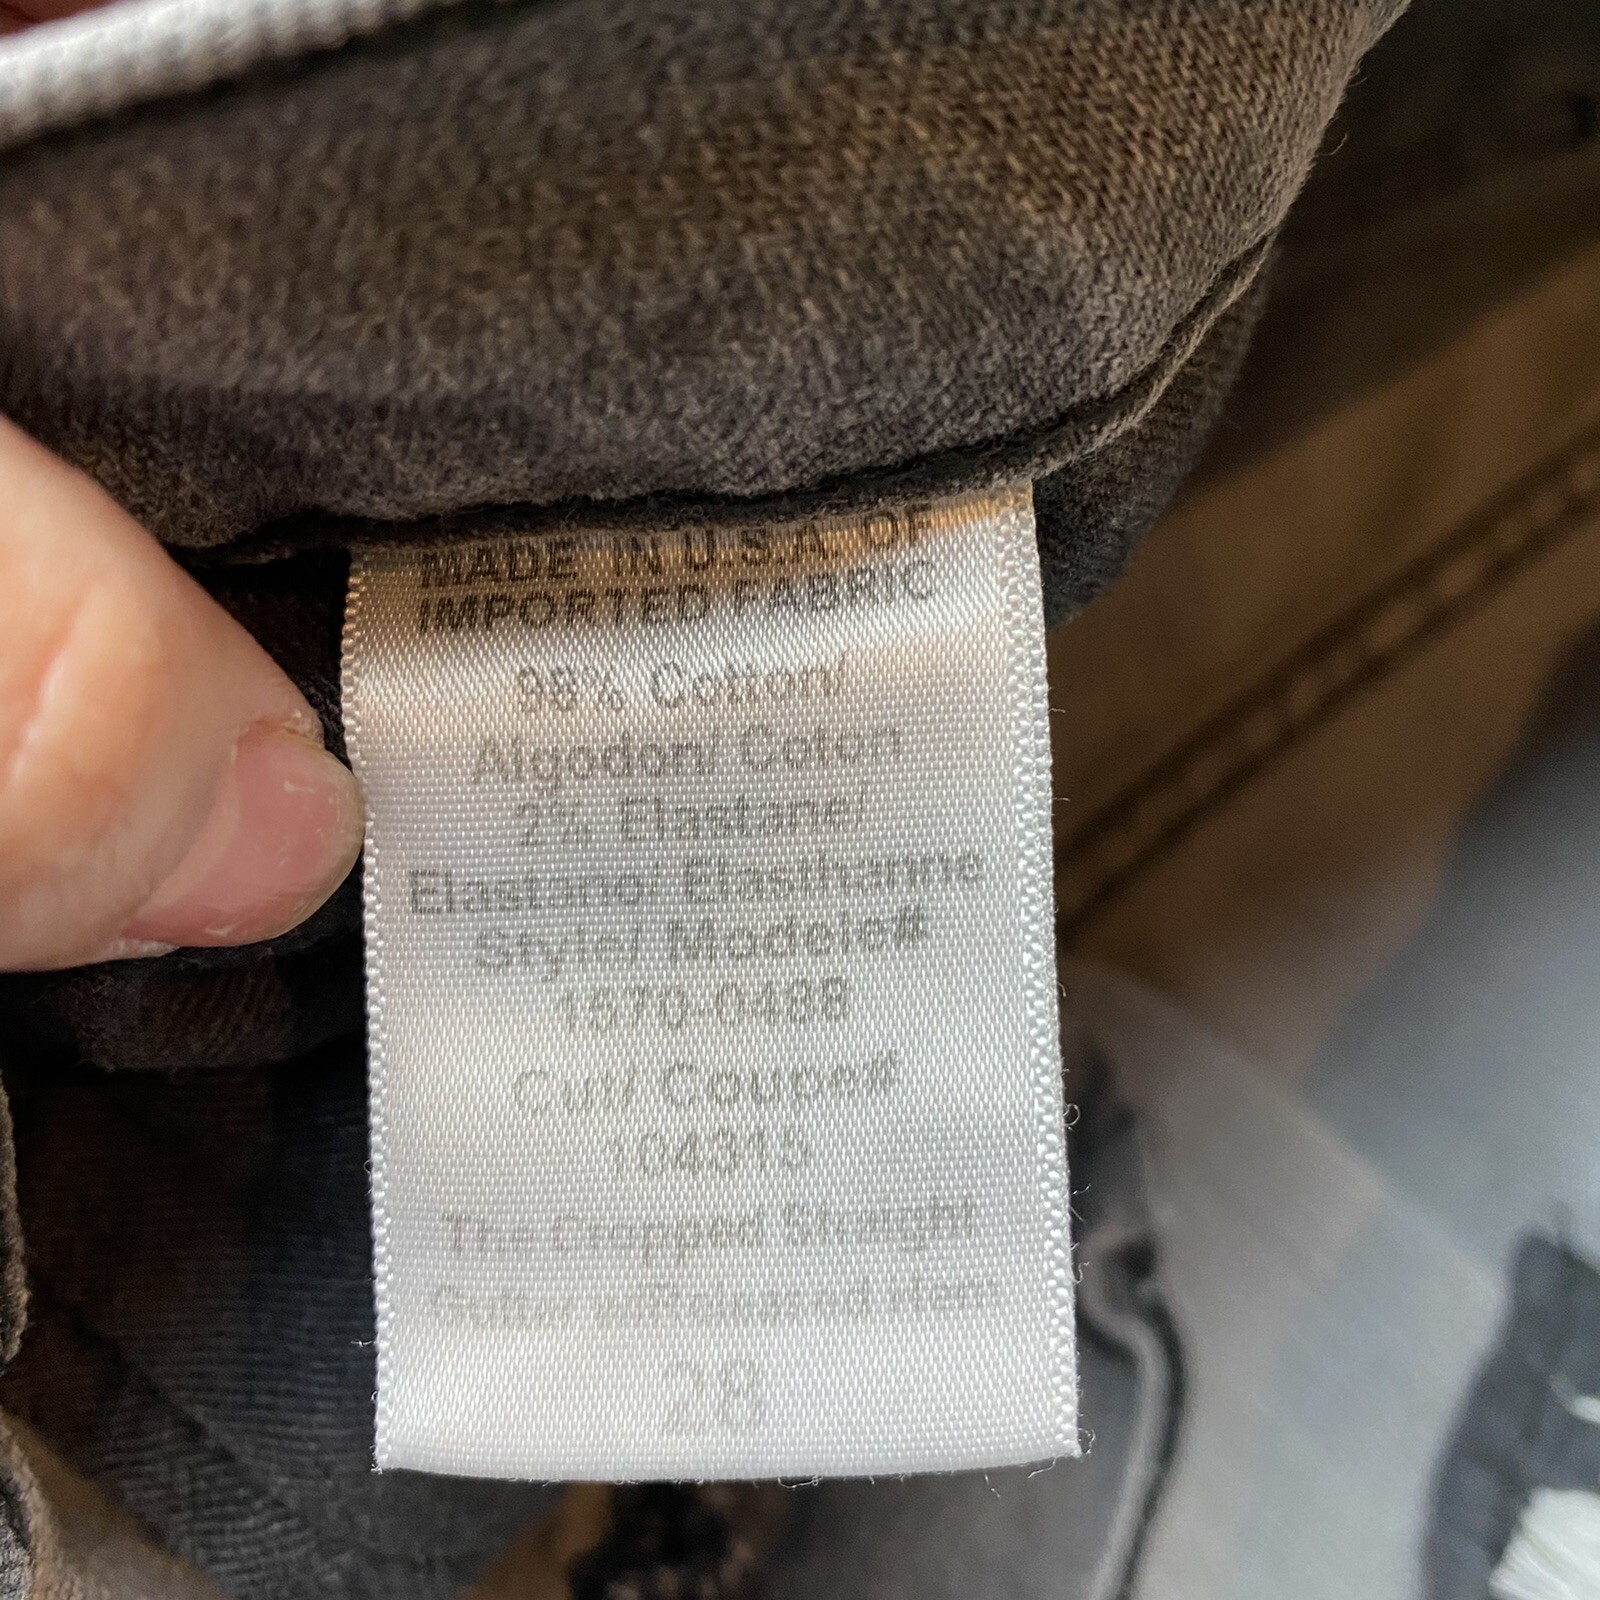 MADE IN U.S.A. OF
IMPORTED FABRIC
98% Cotton/
Algodon/ Coton
2% Elastane/
Elastano/ Elasthanne
Style/ Modele#
1570-0488
Cut/ Coupe#
104315
The Cropped Straight
28